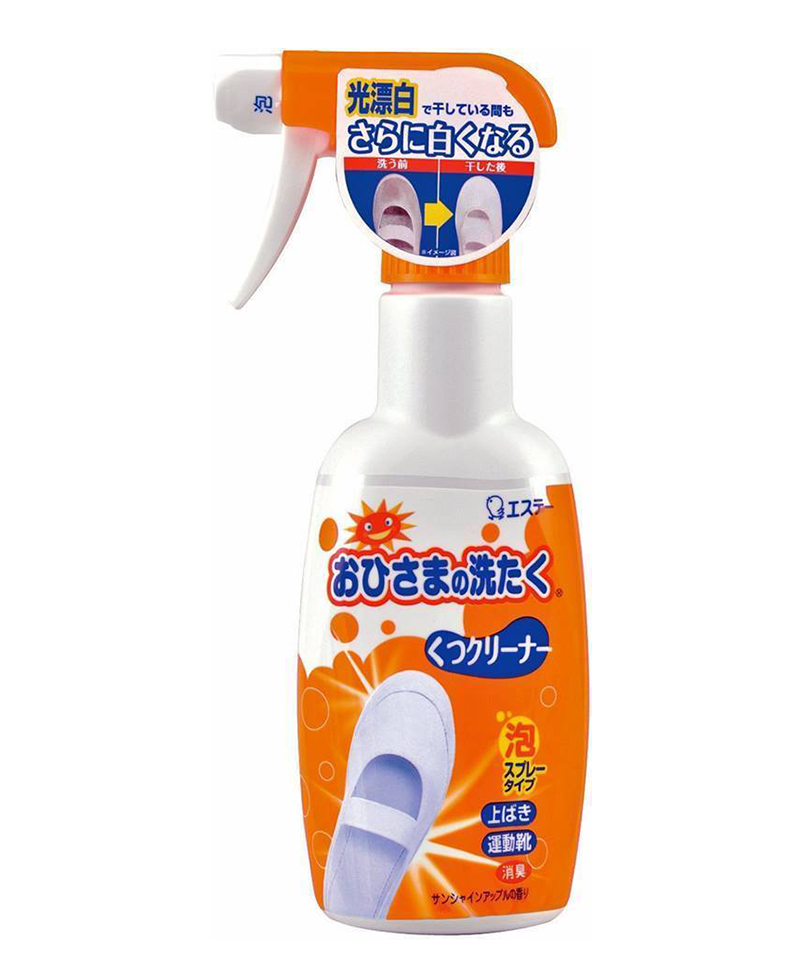 泡
光漂白で干している間も
さらに白くなる
洗う前
干した後
※イメージ図
エステー
おひさまの洗たく®
くつクリーナー
泡
スプレー
タイプ
上ばき
運動靴
消臭
サンシャインアップルの香り